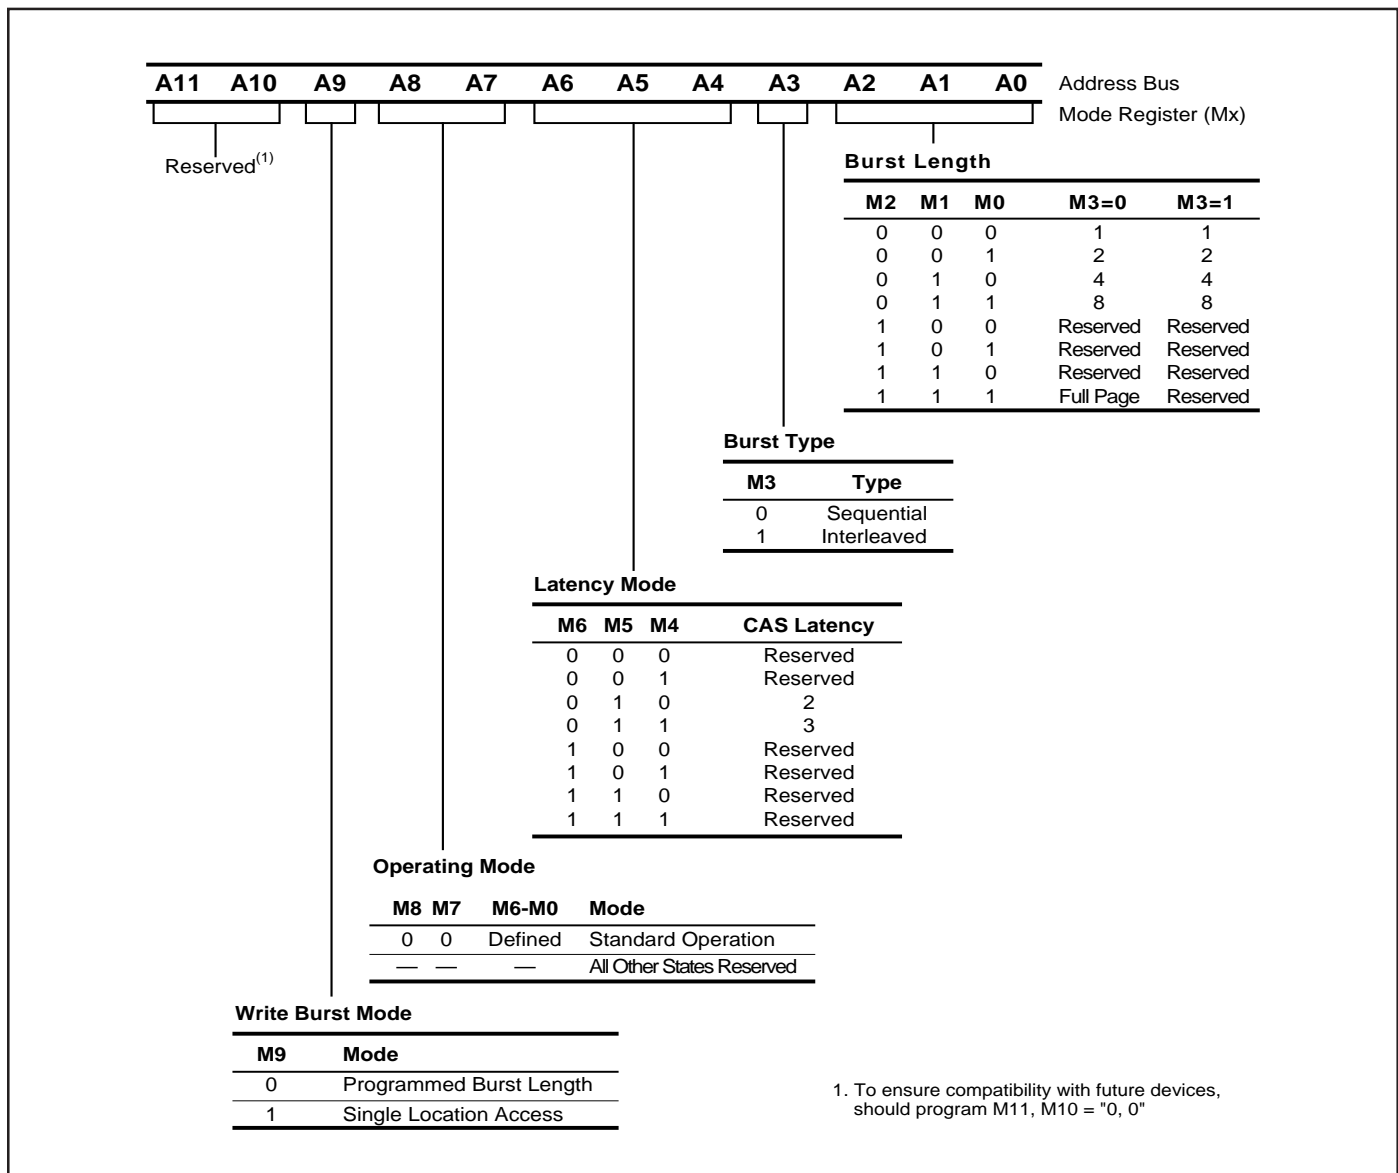 A11 A10 A9 A8 A7 A6 A5 A4 A3 A2 A1 A0 Address Bus
Mode Register (Mx)
Reserved(1)
Burst Length
M2 M1 M0 M3=0 M3=1
0 0 0 1 1
0 0 1 2 2
0 1 0 4 4
0 1 1 8 8
1 0 0 Reserved Reserved
1 0 1 Reserved Reserved
1 1 0 Reserved Reserved
1 1 1 Full Page Reserved
Burst Type
M3 Type
0 Sequential
1 Interleaved
Latency Mode
M6 M5 M4 CAS Latency
0 0 0 Reserved
0 0 1 Reserved
0 1 0 2
0 1 1 3
1 0 0 Reserved
1 0 1 Reserved
1 1 0 Reserved
1 1 1 Reserved
Operating Mode
M8 M7 M6-M0 Mode
0 0 Defined Standard Operation
— — — All Other States Reserved
Write Burst Mode
M9 Mode
0 Programmed Burst Length
1 Single Location Access
1. To ensure compatibility with future devices,
should program M11, M10 = "0, 0"